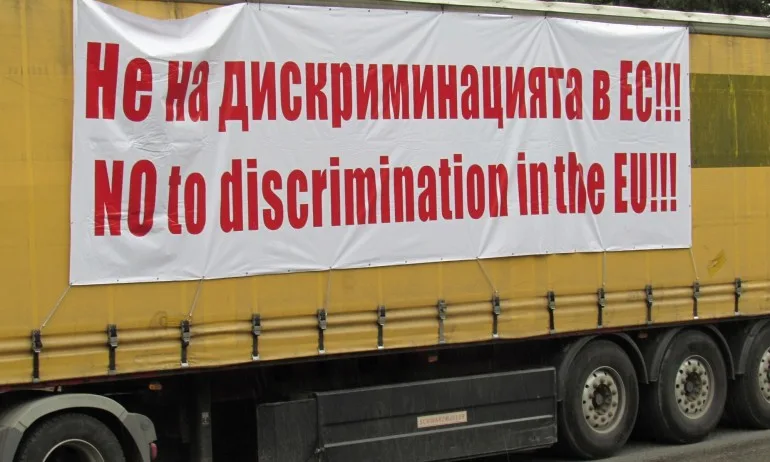 Не на дискриминацията в ЕС!!!
NO to discrimination in the EU!!!